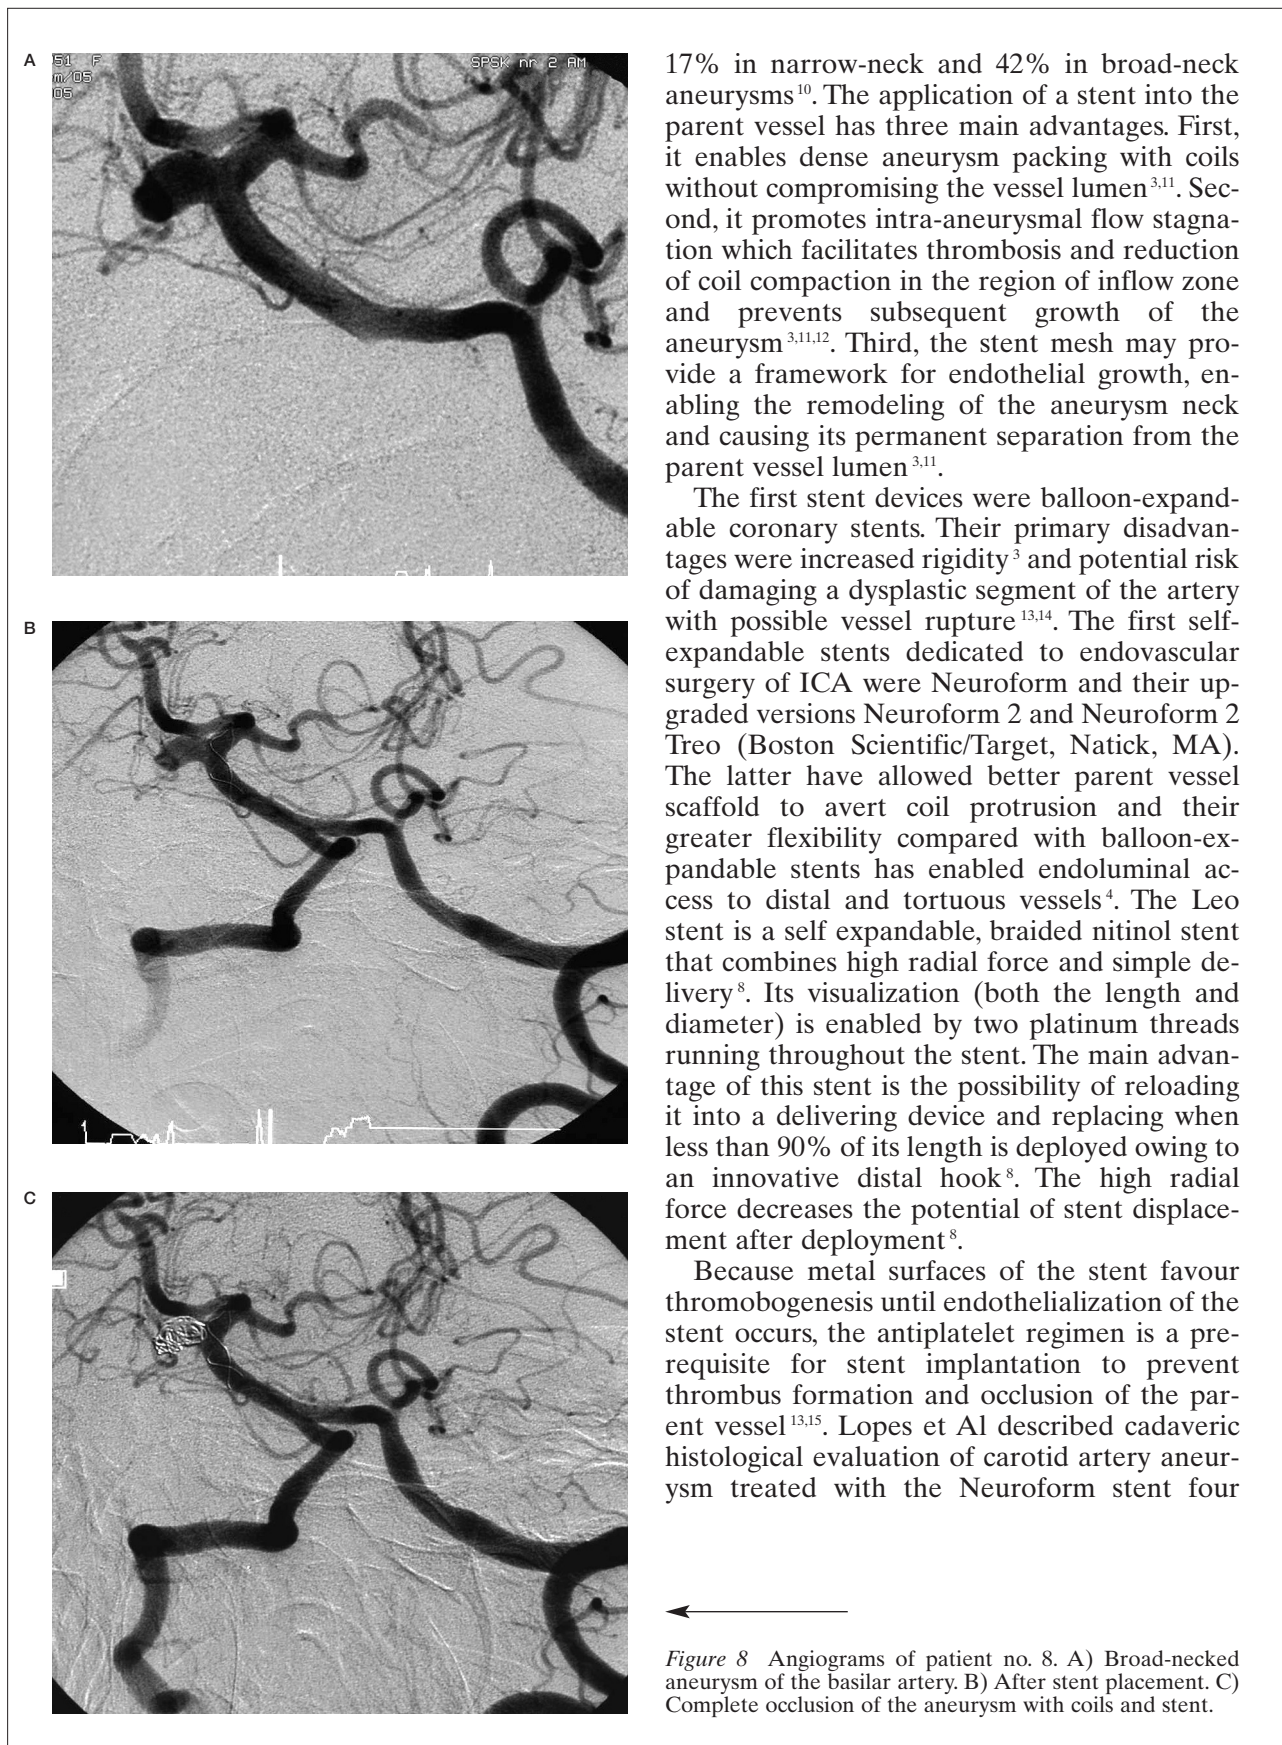 A
51 F
m/05
05
SPSK nr 2 AM
B
C
17% in narrow-neck and 42% in broad-neck
aneurysms 10. The application of a stent into the
parent vessel has three main advantages. First,
it enables dense aneurysm packing with coils
without compromising the vessel lumen 3,11. Sec-
ond, it promotes intra-aneurysmal flow stagna-
tion which facilitates thrombosis and reduction
of coil compaction in the region of inflow zone
and prevents subsequent growth of the
aneurysm 3,11,12. Third, the stent mesh may pro-
vide a framework for endothelial growth, en-
abling the remodeling of the aneurysm neck
and causing its permanent separation from the
parent vessel lumen 3,11.
The first stent devices were balloon-expand-
able coronary stents. Their primary disadvan-
tages were increased rigidity 3 and potential risk
of damaging a dysplastic segment of the artery
with possible vessel rupture 13,14. The first self-
expandable stents dedicated to endovascular
surgery of ICA were Neuroform and their up-
graded versions Neuroform 2 and Neuroform 2
Treo (Boston Scientific/Target, Natick, MA).
The latter have allowed better parent vessel
scaffold to avert coil protrusion and their
greater flexibility compared with balloon-ex-
pandable stents has enabled endoluminal ac-
cess to distal and tortuous vessels 4. The Leo
stent is a self expandable, braided nitinol stent
that combines high radial force and simple de-
livery 8. Its visualization (both the length and
diameter) is enabled by two platinum threads
running throughout the stent. The main advan-
tage of this stent is the possibility of reloading
it into a delivering device and replacing when
less than 90% of its length is deployed owing to
an innovative distal hook 8. The high radial
force decreases the potential of stent displace-
ment after deployment 8.
Because metal surfaces of the stent favour
thromobogenesis until endothelialization of the
stent occurs, the antiplatelet regimen is a pre-
requisite for stent implantation to prevent
thrombus formation and occlusion of the par-
ent vessel 13,15. Lopes et Al described cadaveric
histological evaluation of carotid artery aneur-
ysm treated with the Neuroform stent four
Figure 8 Angiograms of patient no. 8. A) Broad-necked
aneurysm of the basilar artery. B) After stent placement. C)
Complete occlusion of the aneurysm with coils and stent.